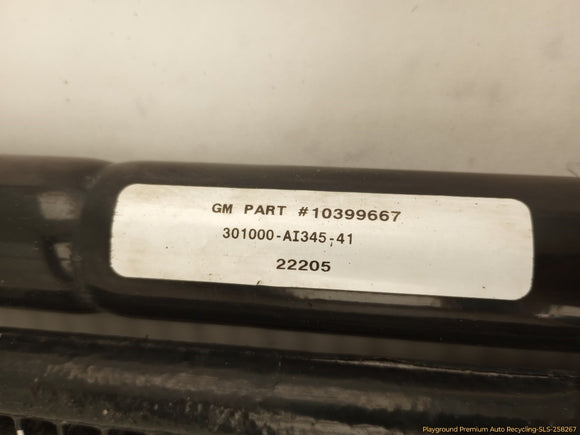 GM PART #10399667
301000-AI345-41
22205
Playground Premium Auto Recycling-SLS-258267